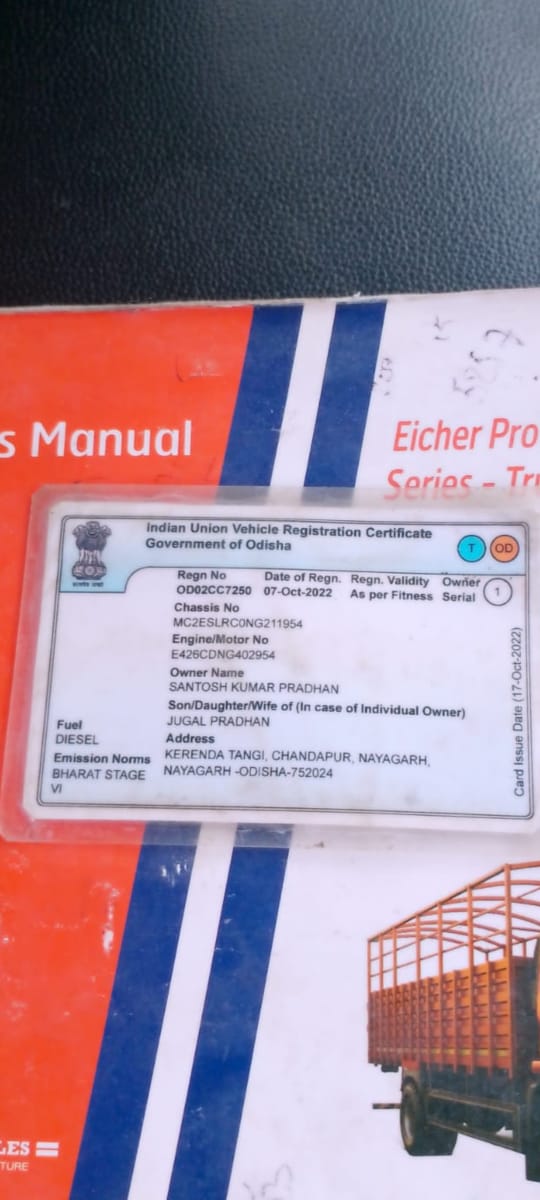 s Manual
Eicher Pro
Series - Tr
Indian Union Vehicle Registration Certificate
Government of Odisha
T OD
Regn No Date of Regn. Regn. Validity Owner
OD02CC7250 07-Oct-2022 As per Fitness Serial 1
Chassis No
MC2ESLRC0NG211954
Engine/Motor No
E426CDNG402954
Owner Name
SANTOSH KUMAR PRADHAN
Son/Daughter/Wife of (In case of Individual Owner)
JUGAL PRADHAN
Fuel
DIESEL
Address
KERENDA TANGI, CHANDAPUR, NAYAGARH,
NAYAGARH -ODISHA-752024
Emission Norms
BHARAT STAGE
VI
Card Issue Date (17-Oct-2022)
LES
TURE